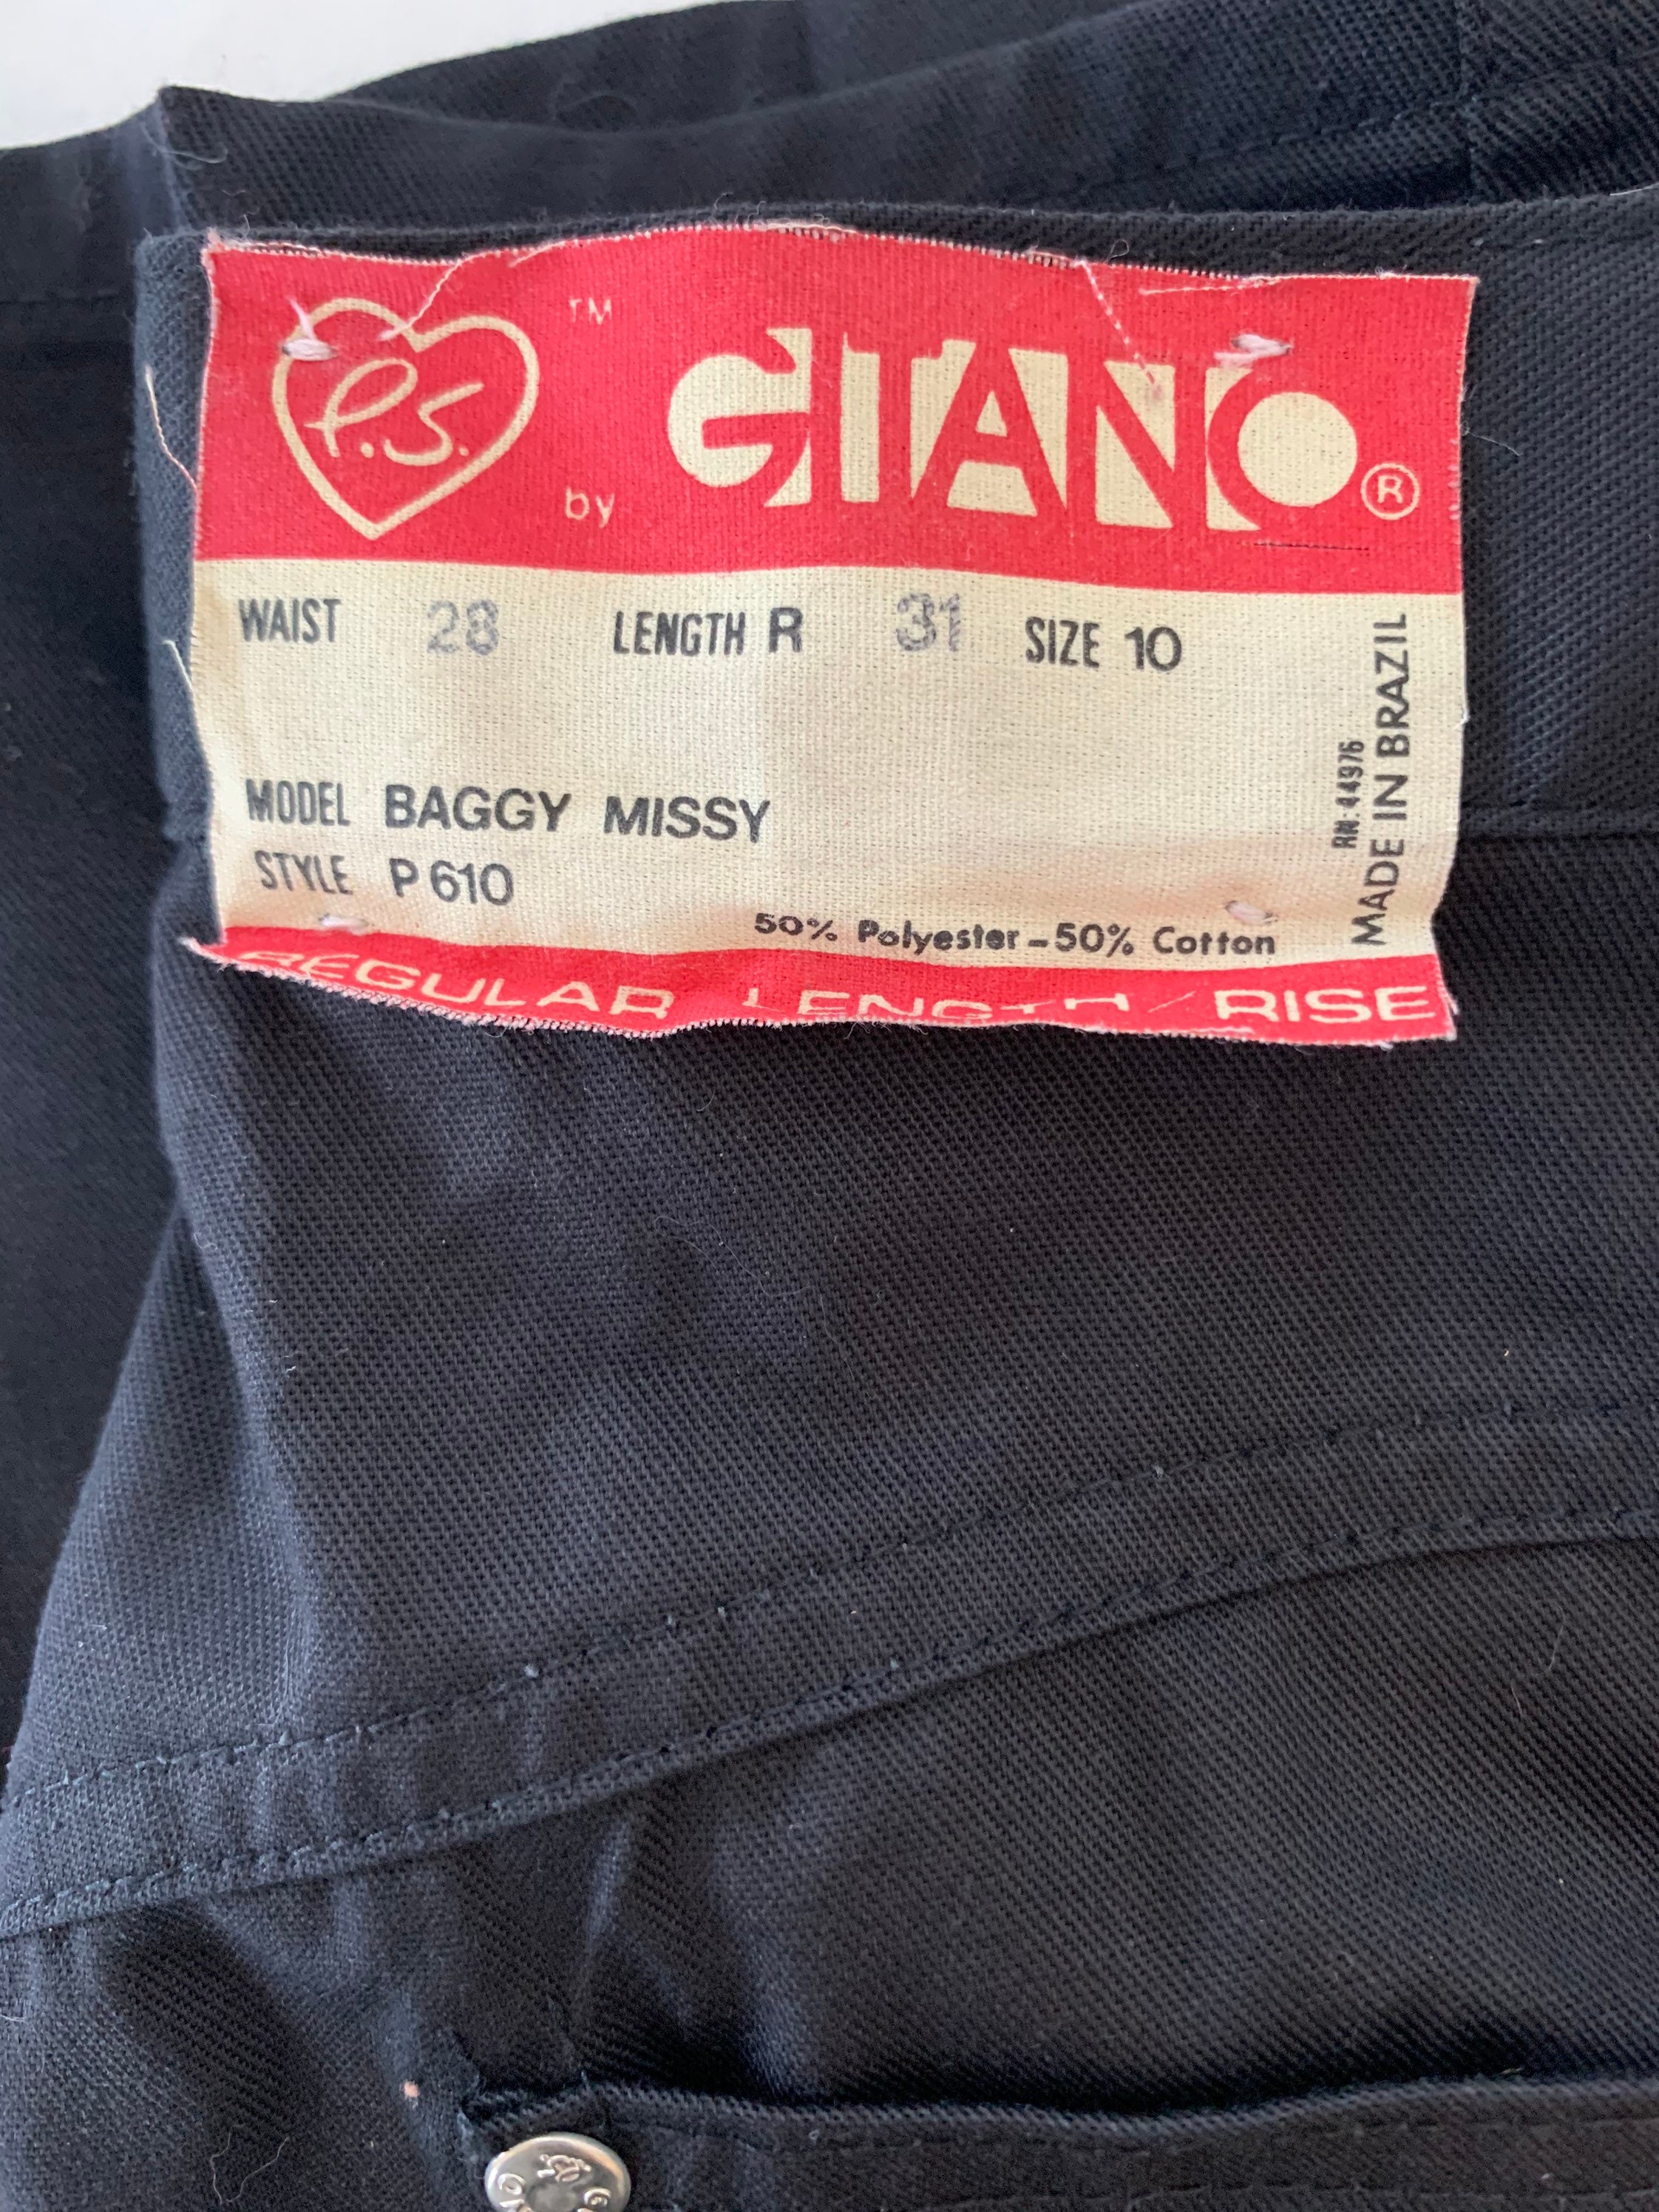 P.S.
TM
by GITANO ®
WAIST 28 LENGTH R 31 SIZE 10
MODEL BAGGY MISSY
STYLE P610
50% Polyester - 50% Cotton
RN: 44976
MADE IN BRAZIL
REGULAR LENGTH / RISE